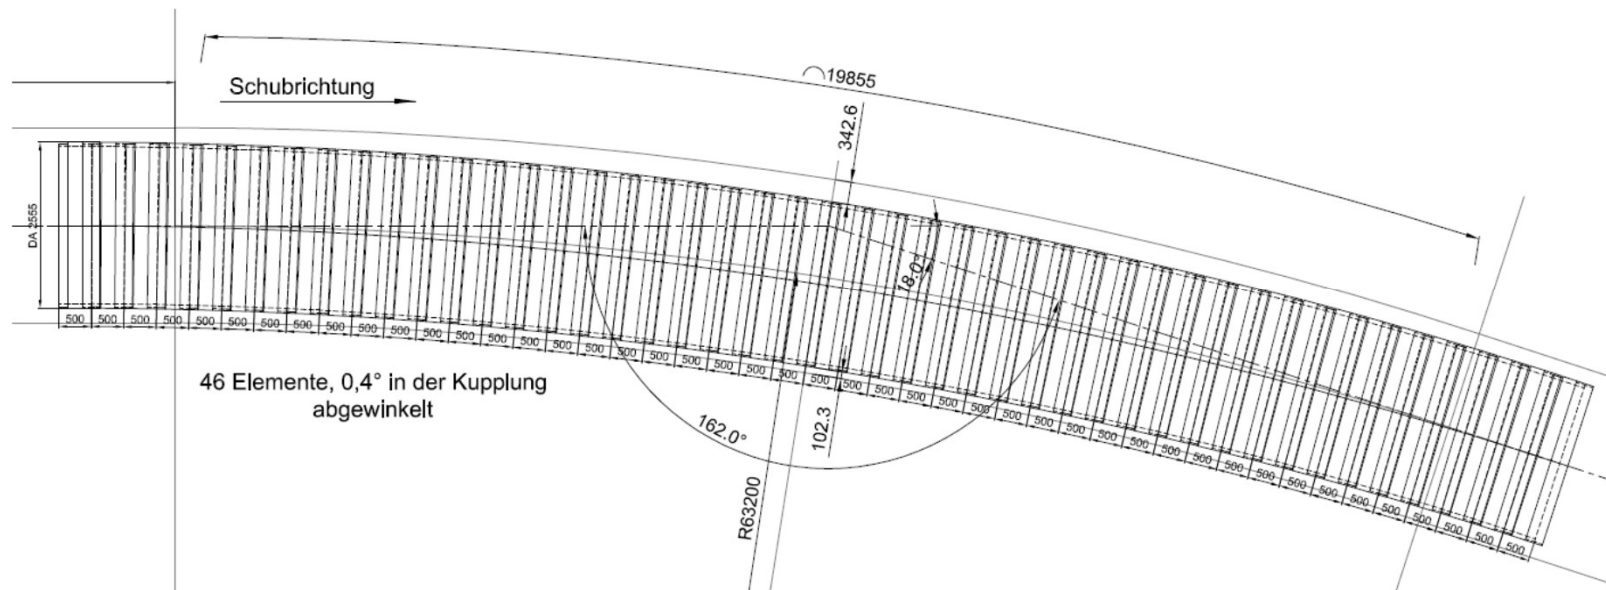 19855
Schubrichtung
342.6
DA 2555
18.0°
500 500 500 500 500 500 500 500 500 500 500 500 500 500 500 500 500 500 500 500 500 500 500 500 500 500 500 500 500 500 500 500 500 500 500 500 500 500 500 500 500 500 500 500 500 500
46 Elemente, 0,4° in der Kupplung
abgewinkelt
162.0°
102.3
R63200